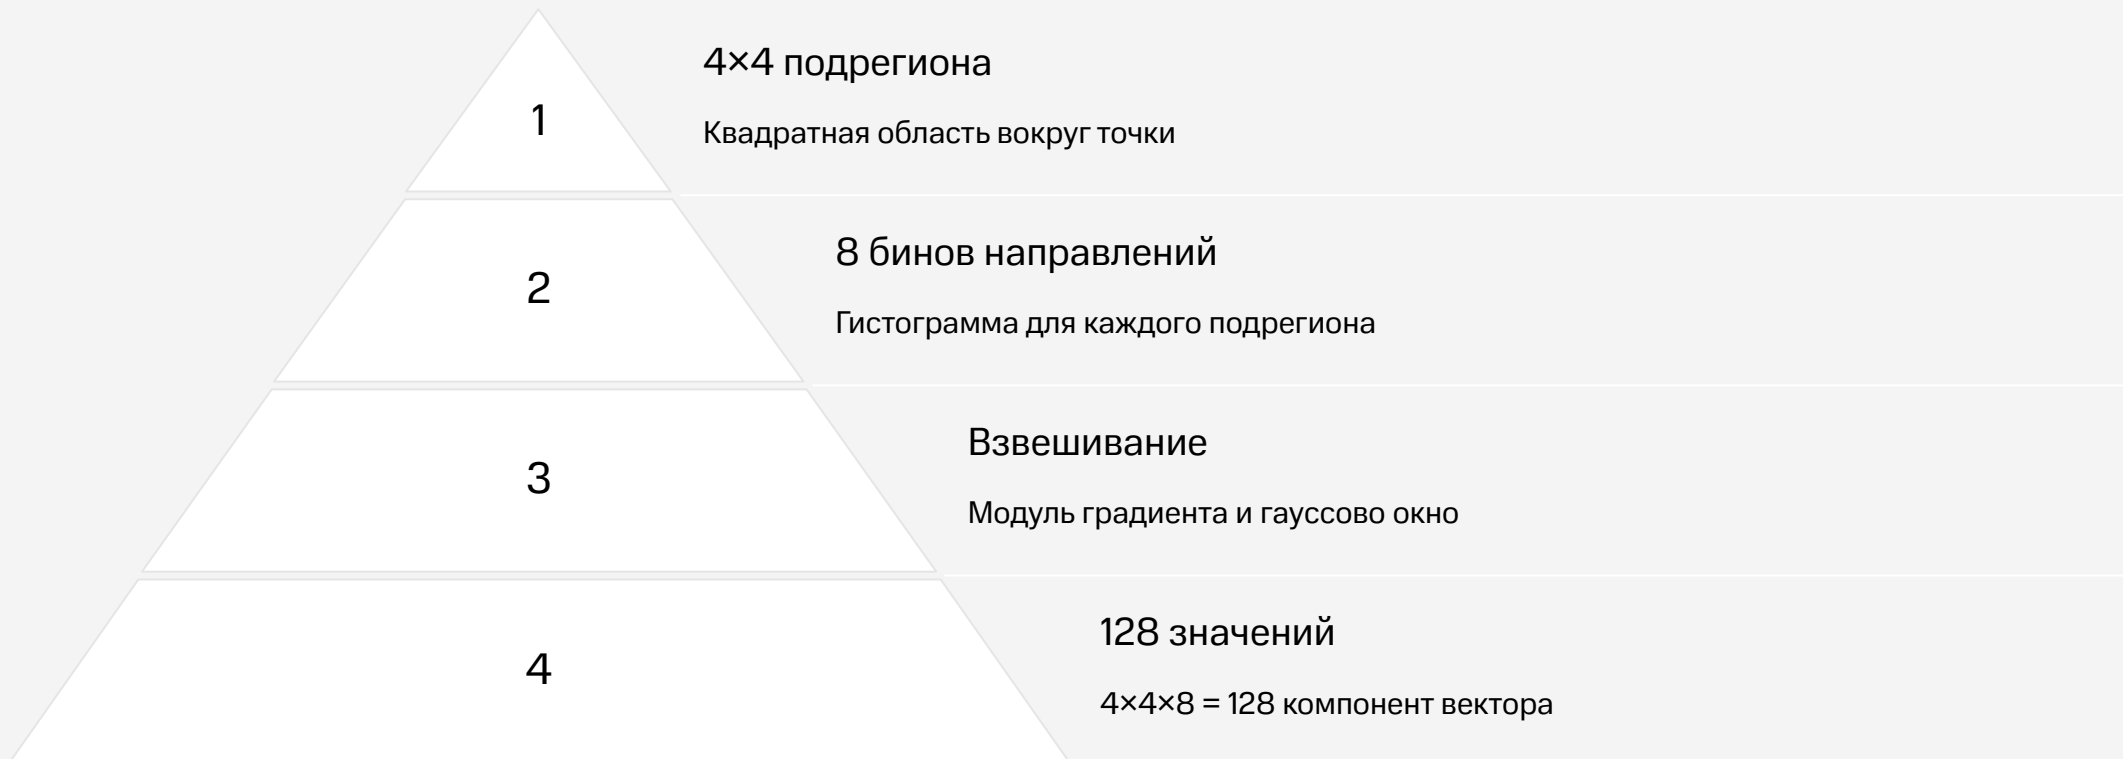 1
4×4 подрегиона
Квадратная область вокруг точки
2
8 бинов направлений
Гистограмма для каждого подрегиона
3
Взвешивание
Модуль градиента и гауссово окно
4
128 значений
4×4×8 = 128 компонент вектора